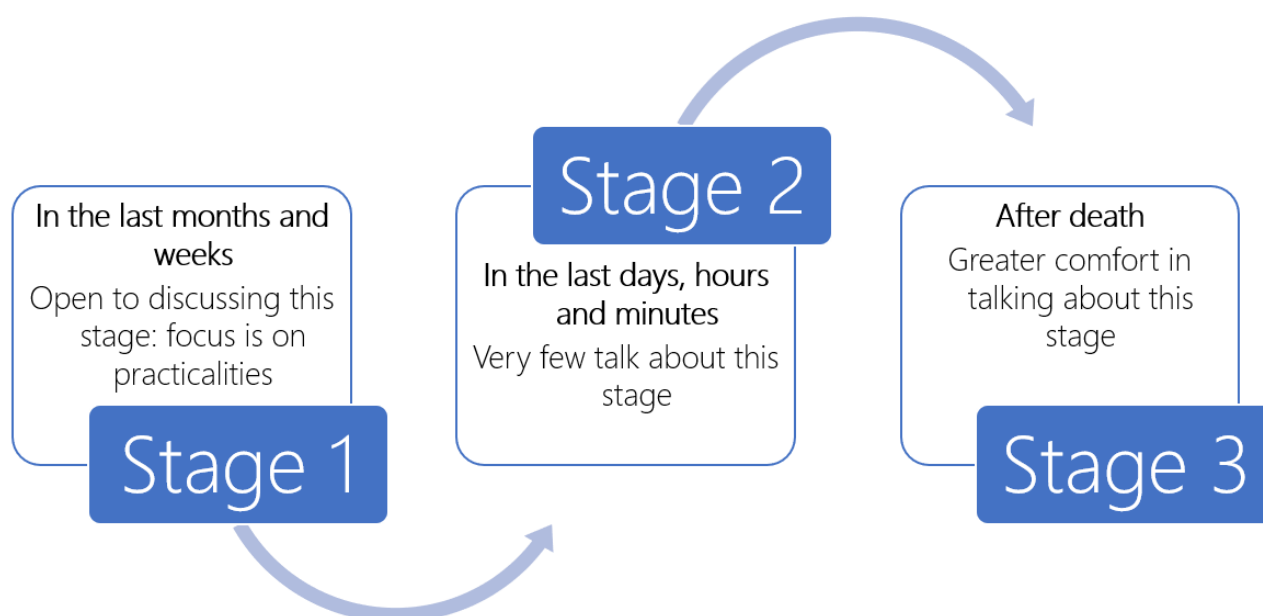 In the last months and
weeks
Open to discussing this
stage: focus is on
practicalities
Stage 1
Stage 2
In the last days, hours
and minutes
Very few talk about this
stage
After death
Greater comfort in
talking about this
stage
Stage 3